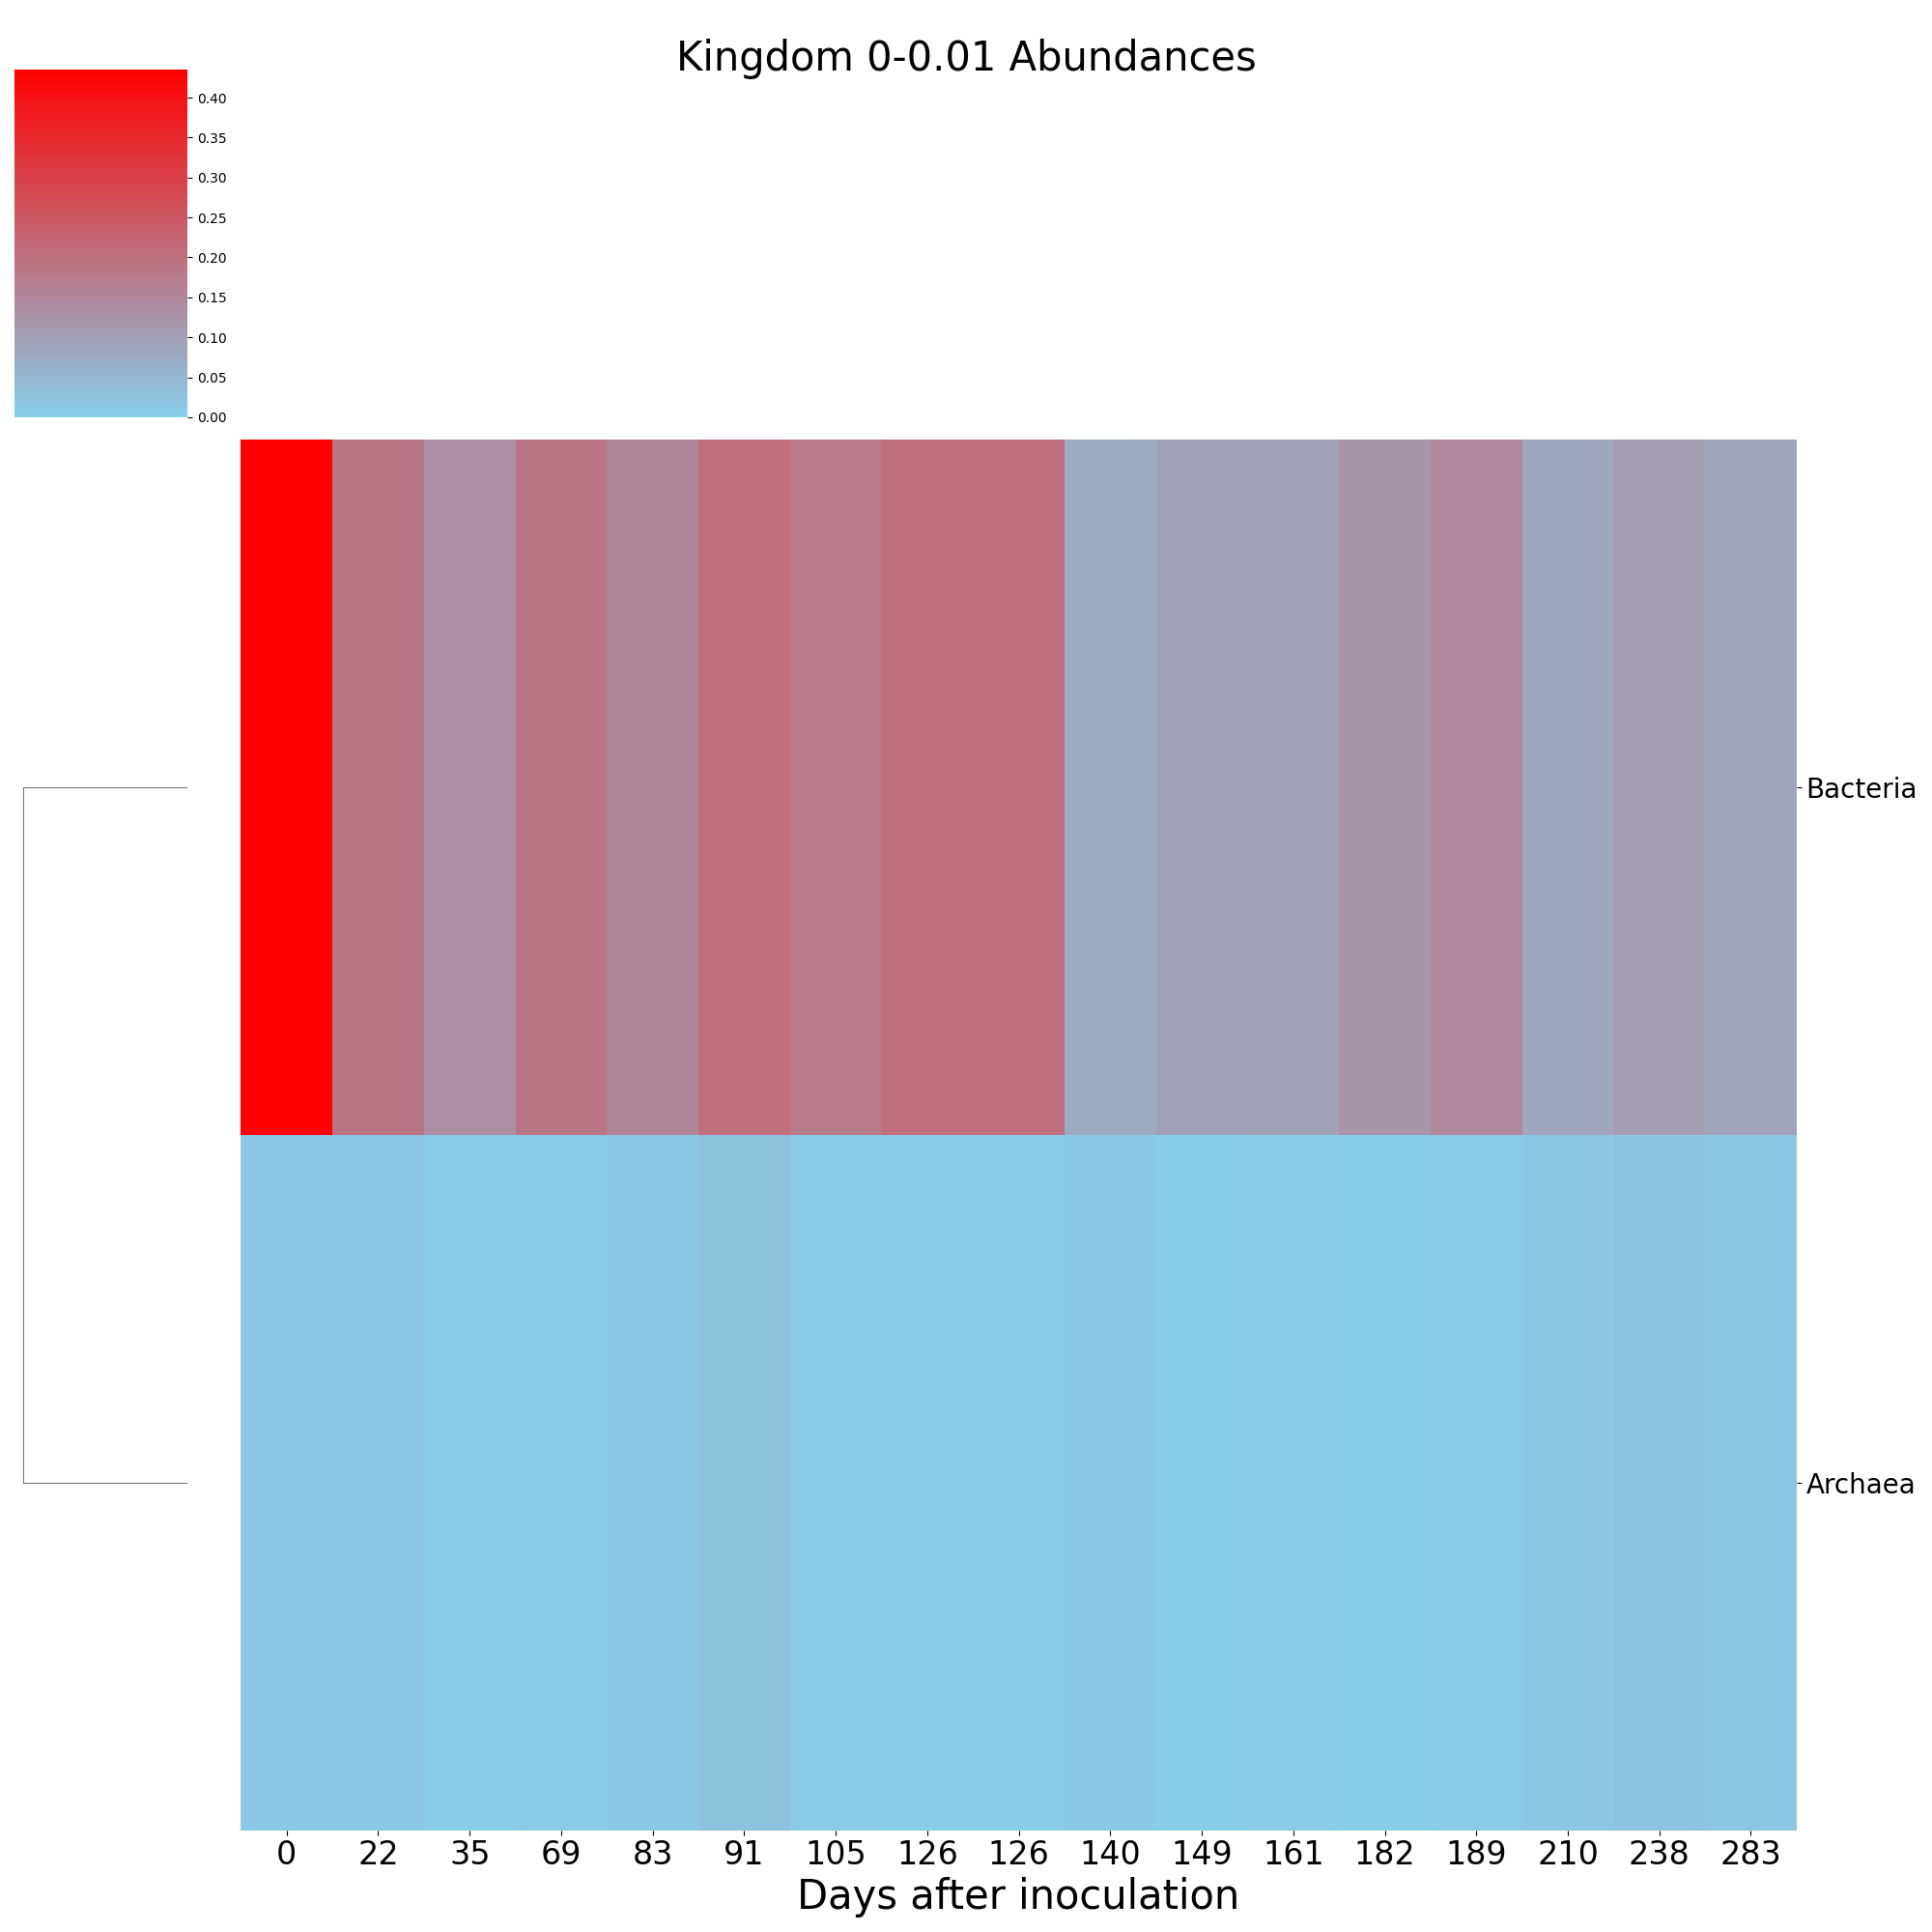 Kingdom 0-0.01 Abundances
0.40
0.35
0.30
0.25
0.20
0.15
0.10
0.05
0.00
Bacteria
Archaea
0 22 35 69 83 91 105 126 126 140 149 161 182 189 210 238 283
Days after inoculation